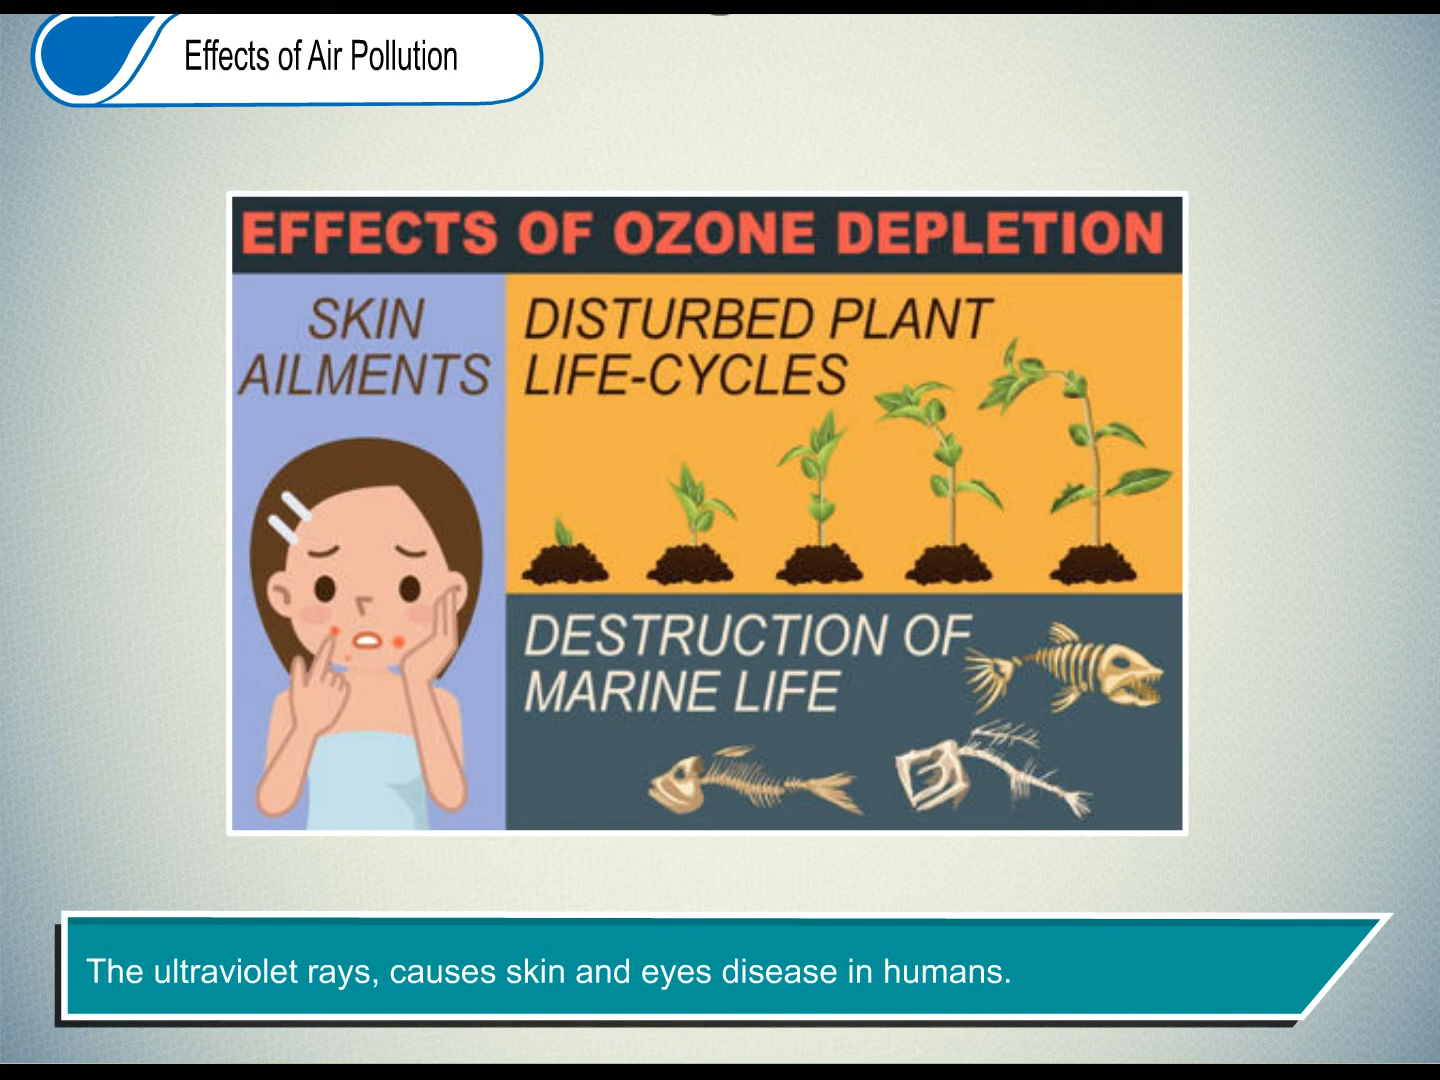 Effects of Air Pollution
EFFECTS OF OZONE DEPLETION
SKIN
AILMENTS
DISTURBED PLANT
LIFE-CYCLES
DESTRUCTION OF
MARINE LIFE
The ultraviolet rays, causes skin and eyes disease in humans.